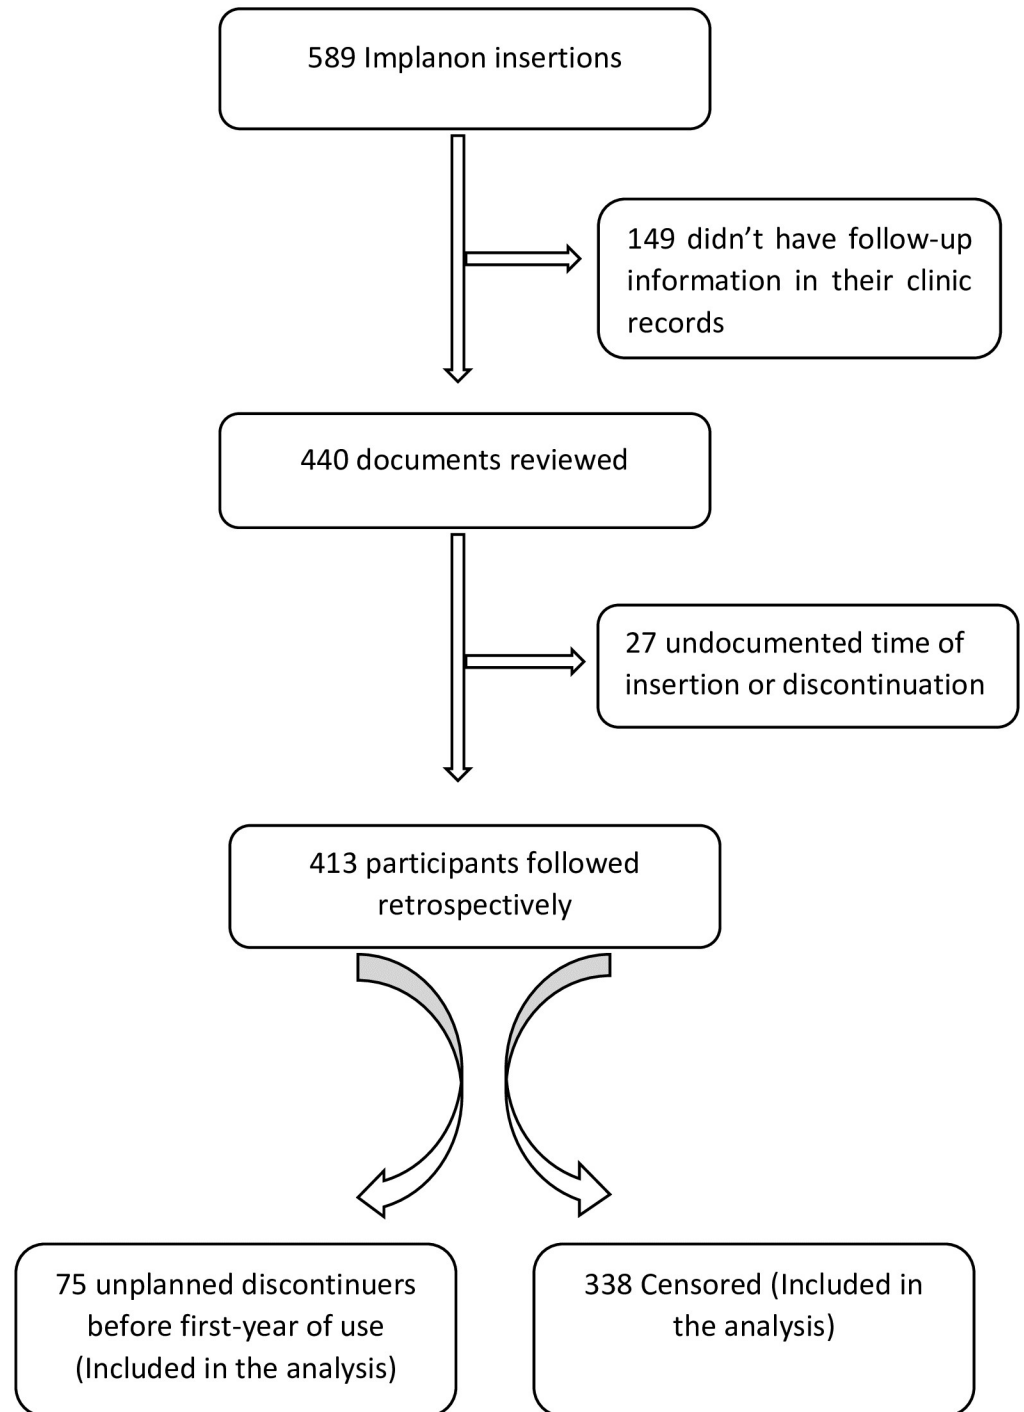 589 Implanon insertions
149 didn’t have follow-up
information in their clinic
records
440 documents reviewed
27 undocumented time of
insertion or discontinuation
413 participants followed
retrospectively
75 unplanned discontinuers
before first-year of use
(Included in the analysis)
338 Censored (Included in
the analysis)